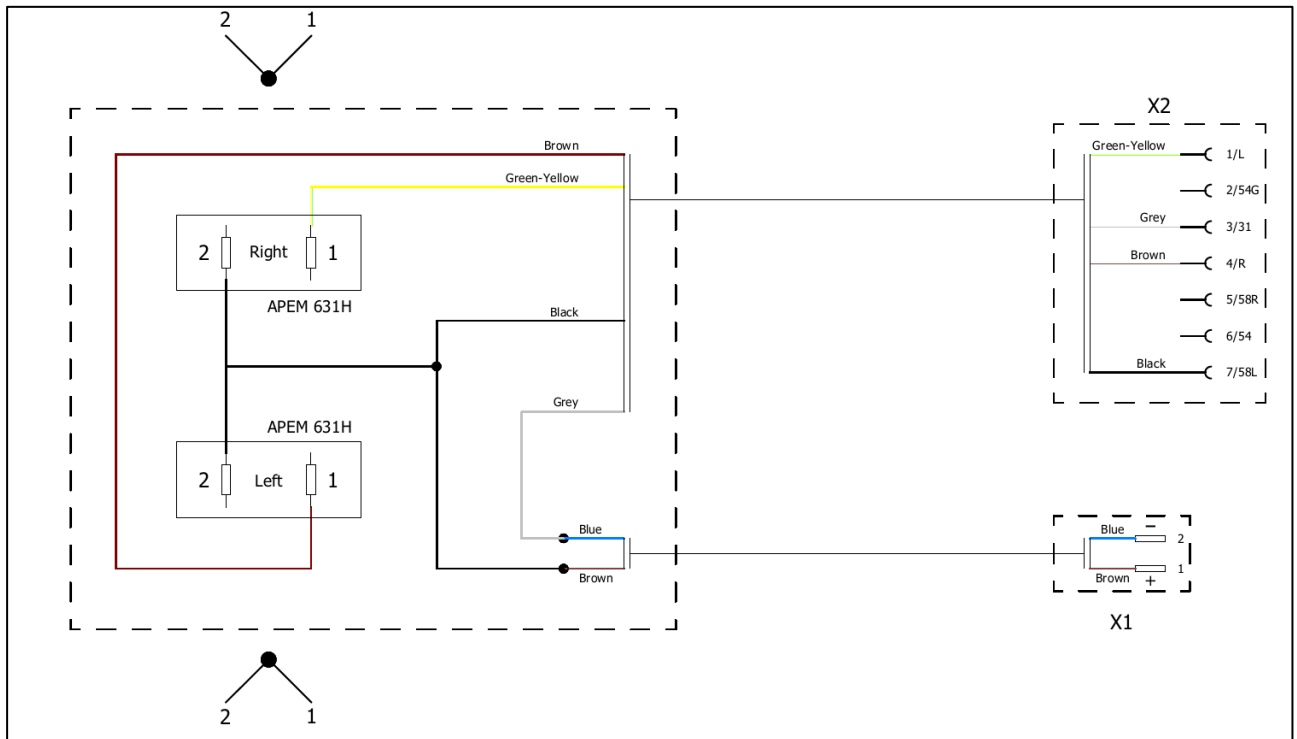 2 1
X2
Brown
Green-Yellow
2 Right 1
APEM 631H
Black
Grey
APEM 631H
2 Left 1
Blue
Brown
Green-Yellow 1/L
2/54G
Grey 3/31
Brown 4/R
5/58R
6/54
Black 7/58L
Blue - 2
Brown + 1
X1
2 1